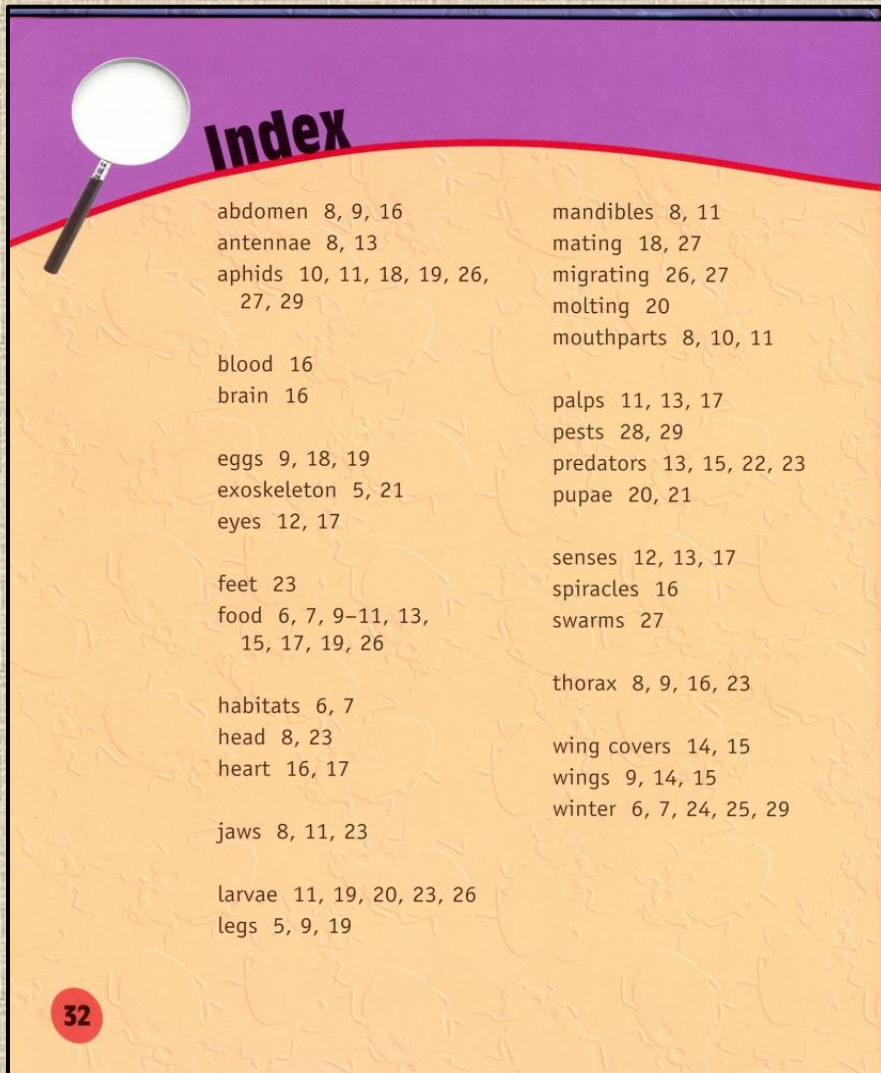 Index
abdomen 8, 9, 16
antennae 8, 13
aphids 10, 11, 18, 19, 26,
27, 29
blood 16
brain 16
eggs 9, 18, 19
exoskeleton 5, 21
eyes 12, 17
feet 23
food 6, 7, 9–11, 13,
15, 17, 19, 26
habitats 6, 7
head 8, 23
heart 16, 17
jaws 8, 11, 23
larvae 11, 19, 20, 23, 26
legs 5, 9, 19
mandibles 8, 11
mating 18, 27
migrating 26, 27
molting 20
mouthparts 8, 10, 11
palps 11, 13, 17
pests 28, 29
predators 13, 15, 22, 23
pupae 20, 21
senses 12, 13, 17
spiracles 16
swarms 27
thorax 8, 9, 16, 23
wing covers 14, 15
wings 9, 14, 15
winter 6, 7, 24, 25, 29
32